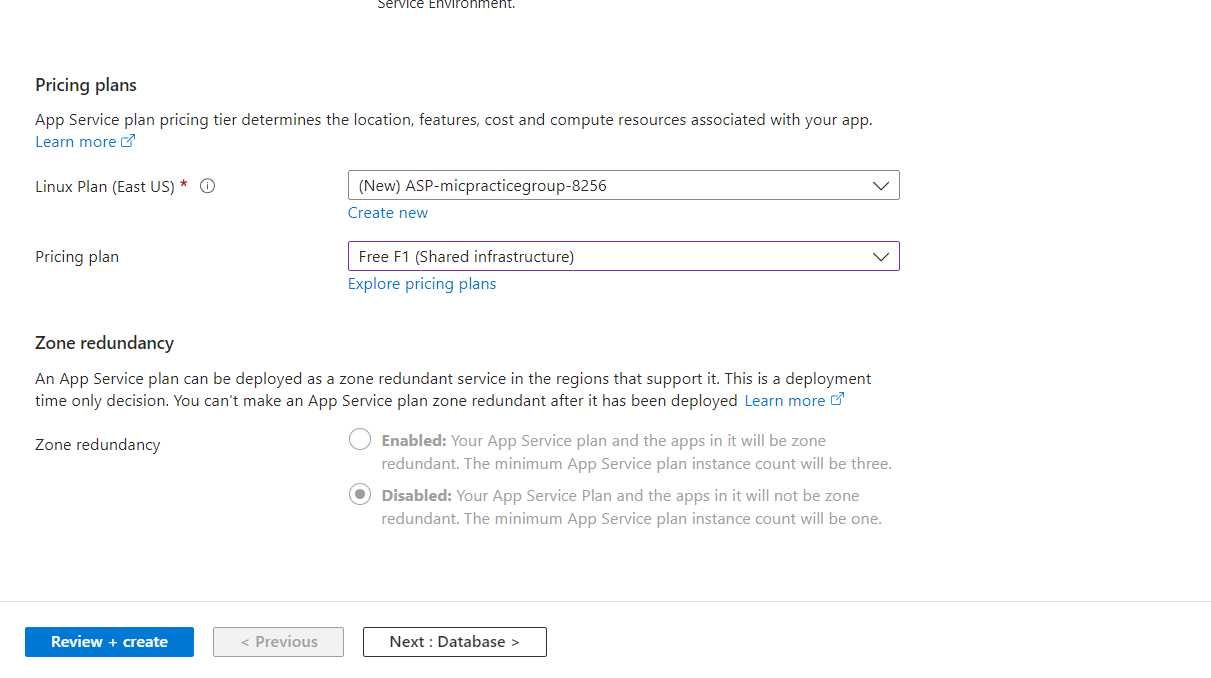 Service Environment.
Pricing plans
App Service plan pricing tier determines the location, features, cost and compute resources associated with your app.
Learn more
Linux Plan (East US) *
(New) ASP-micpracticegroup-8256
Create new
Pricing plan
Free F1 (Shared infrastructure)
Explore pricing plans
Zone redundancy
An App Service plan can be deployed as a zone redundant service in the regions that support it. This is a deployment
time only decision. You can't make an App Service plan zone redundant after it has been deployed Learn more
Zone redundancy
Enabled: Your App Service plan and the apps in it will be zone
redundant. The minimum App Service plan instance count will be three.
Disabled: Your App Service Plan and the apps in it will not be zone
redundant. The minimum App Service plan instance count will be one.
Review + create
< Previous
Next : Database >